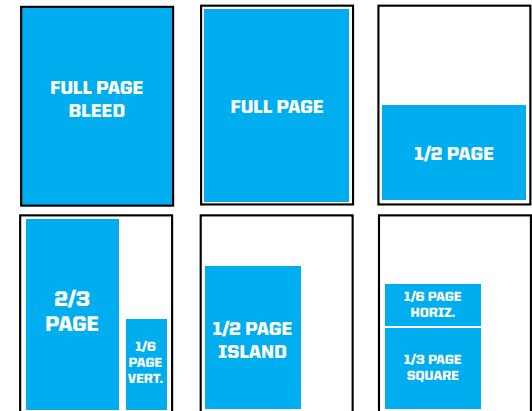 FULL PAGE
BLEED
FULL PAGE
1/2 PAGE
2/3
PAGE
1/6
PAGE
VERT.
1/2 PAGE
ISLAND
1/6 PAGE
HORIZ.
1/3 PAGE
SQUARE